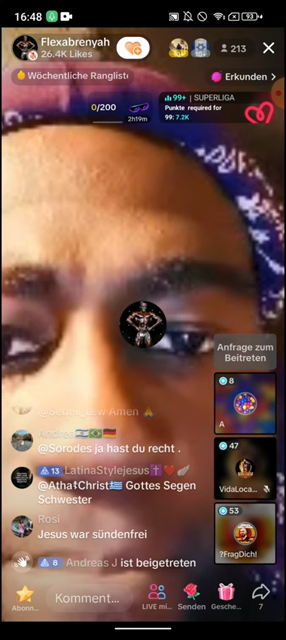 16:48
93
Flexabrenyah
26.4K Likes
213
Wöchentliche Rangliste
Erkunden >
0/200
2h19m
99+ | SUPERLIGA
Punkte required for
99: 7.2K
Anfrage zum
Beitreten
8
A
47
VidaLoca...
53
?FragDich!
Amen 🙏
Andrea🇮🇱🇧🇷🇩🇪
@Sorodes ja hast du recht .
13 LatinaStylejesus✝️❤️🪽
@Atha☦Christ🇬🇷 Gottes Segen
Schwester
Rosi
Jesus war sündenfrei
8 Andreas J ist beigetreten
Abonn...
Komment...
LIVE mi...
Senden
Gesche...
7